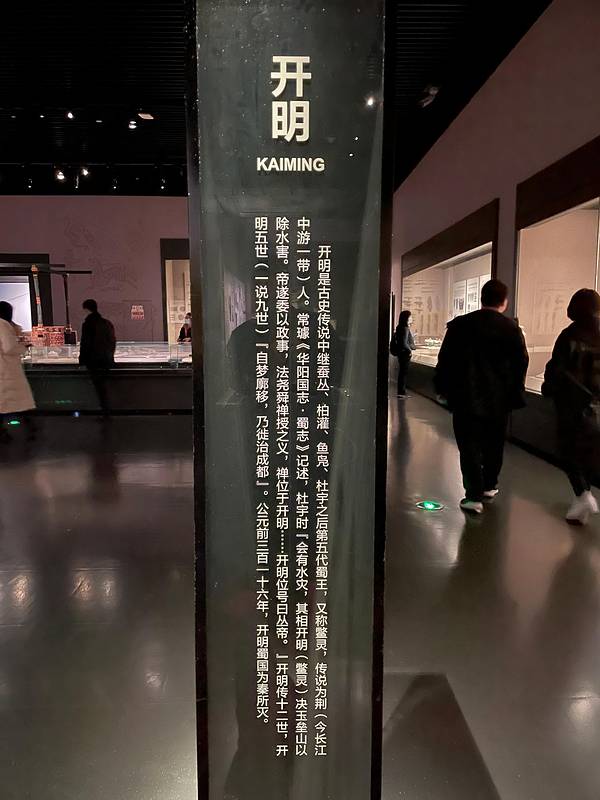 开明
KAIMING
开明是古史传说中继蚕丛、柏灌、鱼凫、杜宇之后第五代蜀王，又称鳖灵，传说为荆（今长江
中游一带）人。常璩《华阳国志·蜀志》记述，杜宇时『会有水灾，其相开明（鳖灵）决玉垒山以
除水害。帝遂委以政事，法尧舜禅授之义，禅位于开明……开明位号曰丛帝。』开明传十二世，开
明五世（一说九世）『自梦廓移，乃徙治成都』。公元前三百一十六年，开明蜀国为秦所灭。